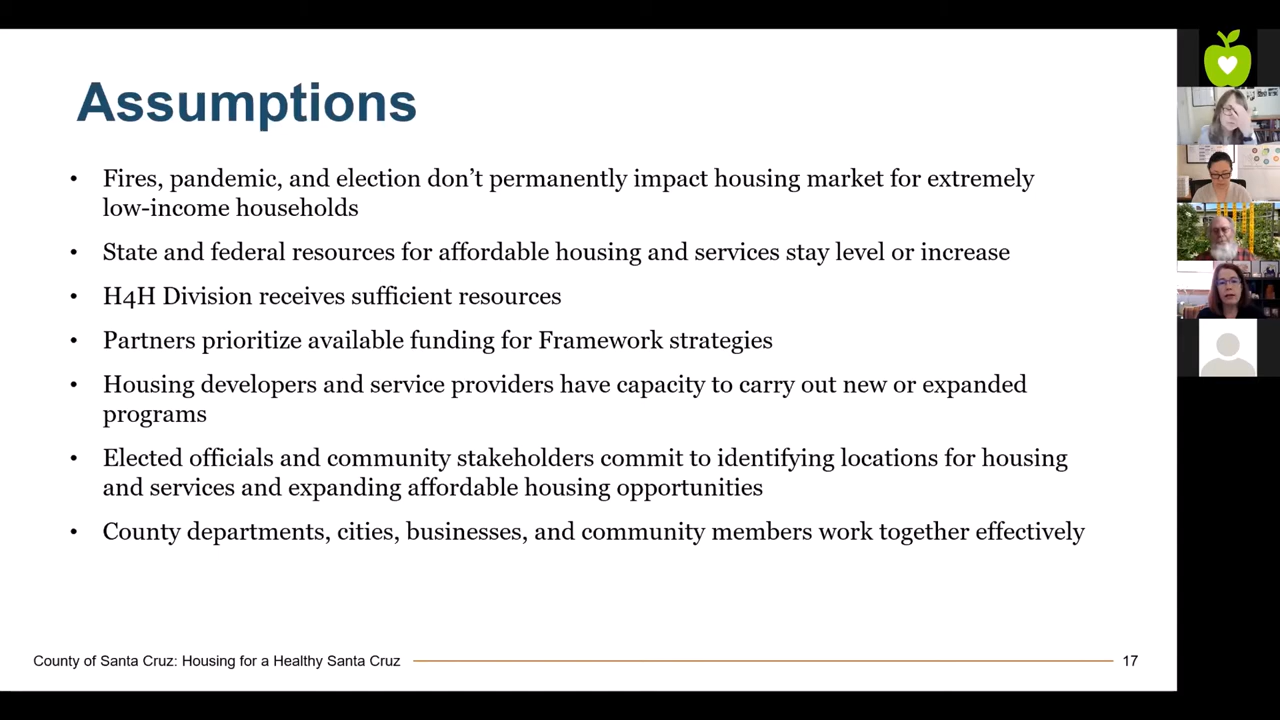 Assumptions
• Fires, pandemic, and election don’t permanently impact housing market for extremely
low-income households
• State and federal resources for affordable housing and services stay level or increase
• H4H Division receives sufficient resources
• Partners prioritize available funding for Framework strategies
• Housing developers and service providers have capacity to carry out new or expanded
programs
• Elected officials and community stakeholders commit to identifying locations for housing
and services and expanding affordable housing opportunities
• County departments, cities, businesses, and community members work together effectively
County of Santa Cruz: Housing for a Healthy Santa Cruz
17